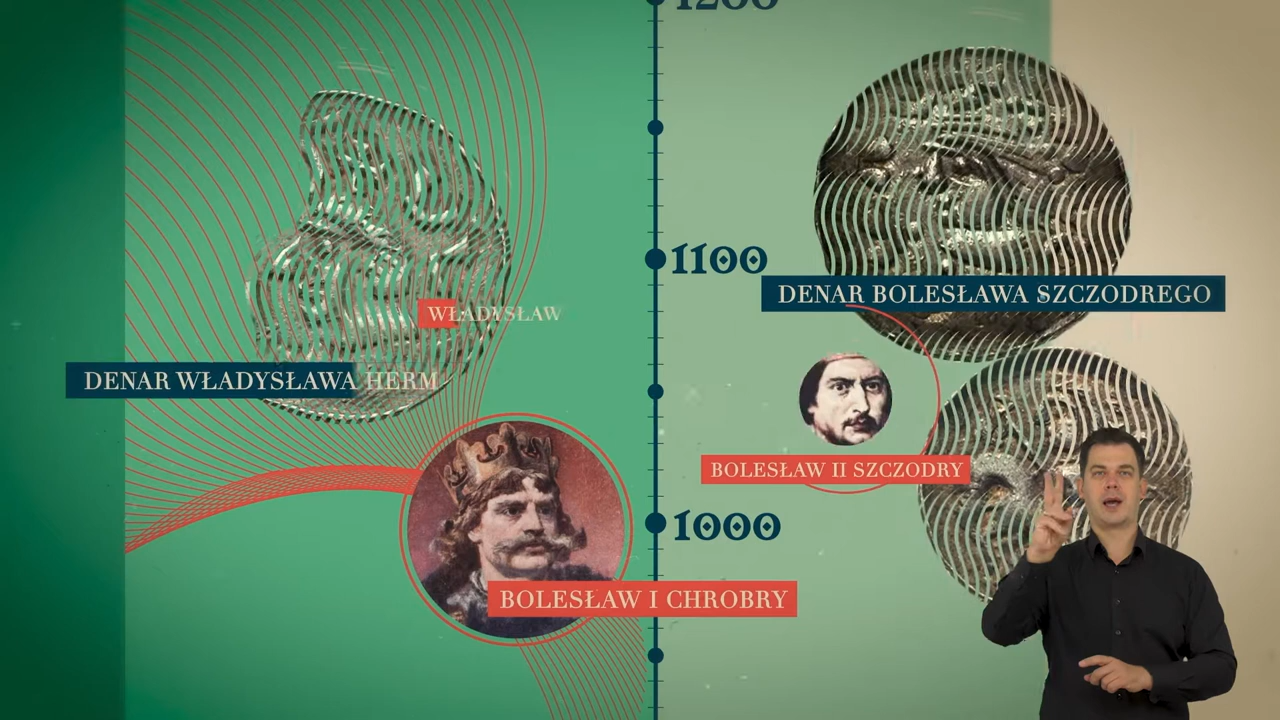 1200
1100
DENAR BOLESŁAWA SZCZODREGO
WŁADYSŁAW
DENAR WŁADYSŁAWA HERM
BOLESŁAW II SZCZODRY
1000
BOLESŁAW I CHROBRY